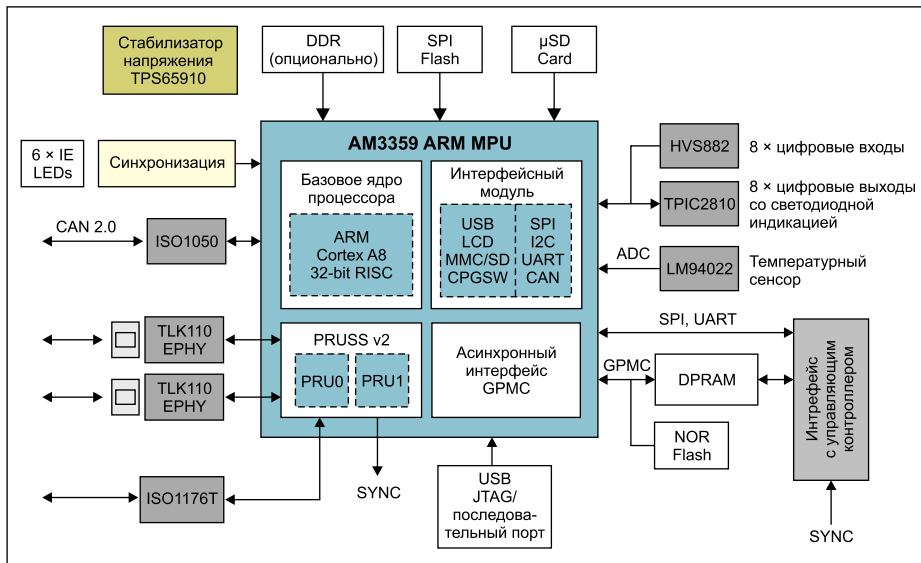 Стабилизатор
напряжения
TPS65910
DDR
(опционально)
SPI
Flash
µSD
Card
6 × IE
LEDs
Синхронизация
AM3359 ARM MPU
Базовое ядро
процессора
ARM
Cortex A8
32-bit RISC
Интерфейсный
модуль
USB
LCD
MMC/SD
CPGSW
SPI
I2C
UART
CAN
HVS882
8 × цифровые входы
TPIC2810
8 × цифровые выходы
со светодиодной
индикацией
CAN 2.0
ISO1050
ADC
LM94022
Температурный
сенсор
TLK110
EPHY
TLK110
EPHY
PRUSS v2
PRU0
PRU1
Асинхронный
интерфейс
GPMC
SPI, UART
GPMC
DPRAM
NOR
Flash
Интрефейс
с управляющим
контроллером
ISO1176T
SYNC
USB
JTAG/
последова-
тельный порт
SYNC